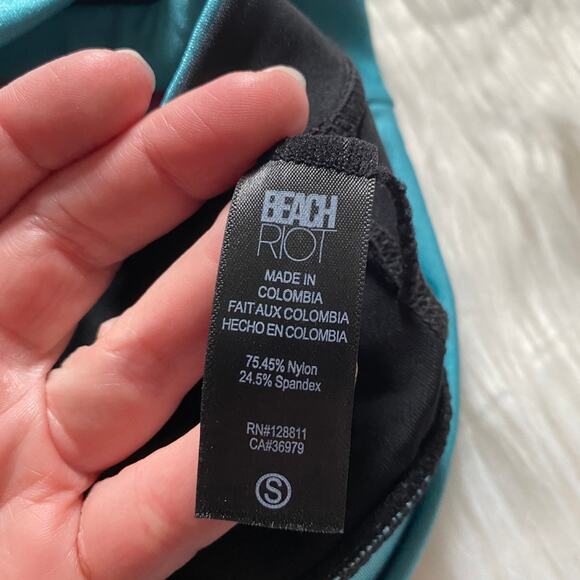 BEACH
RIOT
MADE IN
COLOMBIA
FAIT AUX COLOMBIA
HECHO EN COLOMBIA
75.45% Nylon
24.5% Spandex
RN#128811
CA#36979
S